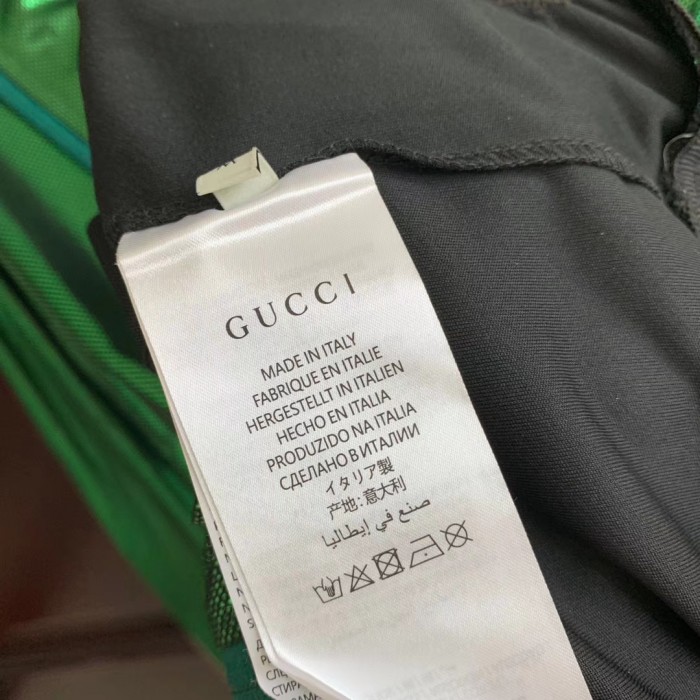 GUCCI
MADE IN ITALY
FABRIQUE EN ITALIE
HERGESTELLT IN ITALIEN
HECHO EN ITALIA
PRODUZIDO NA ITALIA
СДЕЛАНО В ИТАЛИИ
イタリア製
产地: 意大利
صنع في إيطاليا